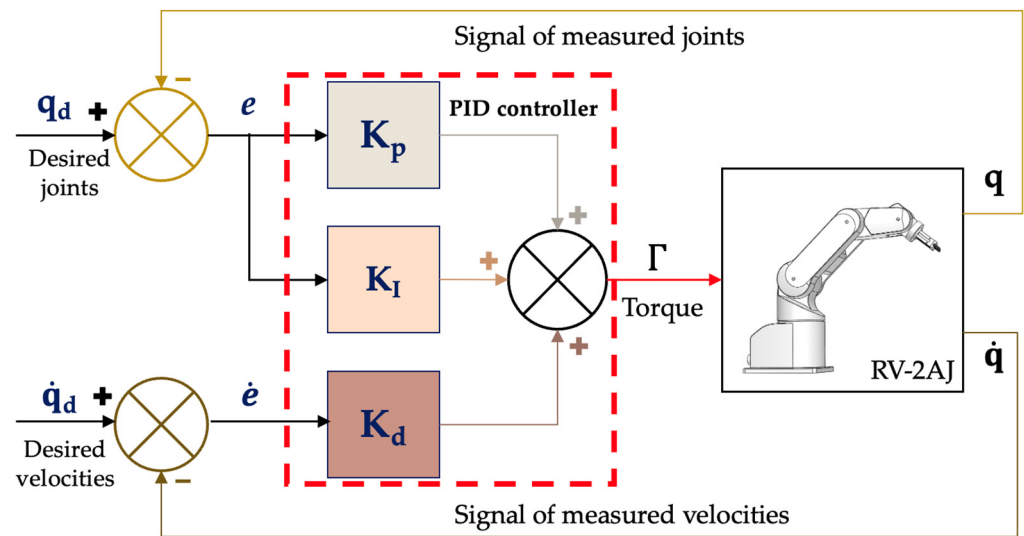 Signal of measured joints
−
q_d +
e
Desired
joints
K_p
PID controller
+
q
K_I
+
Γ
Torque
RV-2AJ
q̇
q̇_d +
ė
Desired
velocities
K_d
+
−
Signal of measured velocities